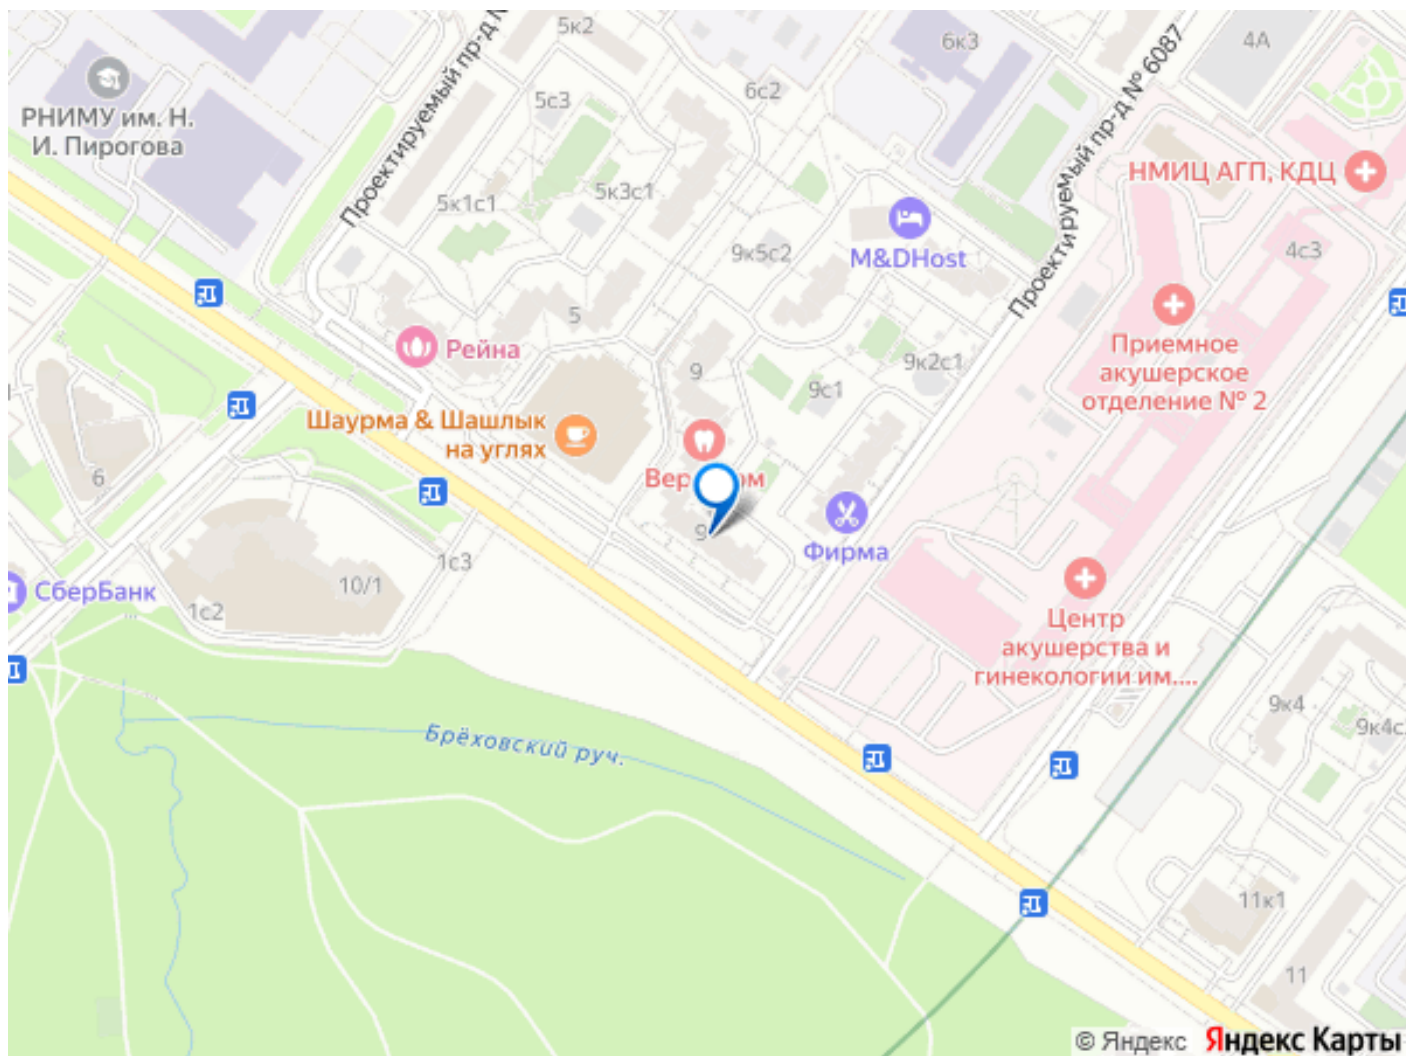 5к2
6к3
4А
Проектируемый пр-д №
Проектируемый пр-д № 6087
РНИМУ им. Н.
И. Пирогова
5с3
6с2
НМИЦ АГП, КДЦ
5к1с1
5к3с1
9к5с2
M&DHost
4с3
5
Рейна
9
9с1
9к2с1
Приемное
акушерское
отделение № 2
Шаурма & Шашлык
на углях
6
9
Фирма
1с3
10/1
СберБанк
1с2
Центр
акушерства и
гинекологии им....
9к4
9к4с
Брёховский руч.
11к1
11
© Яндекс Яндекс Карты